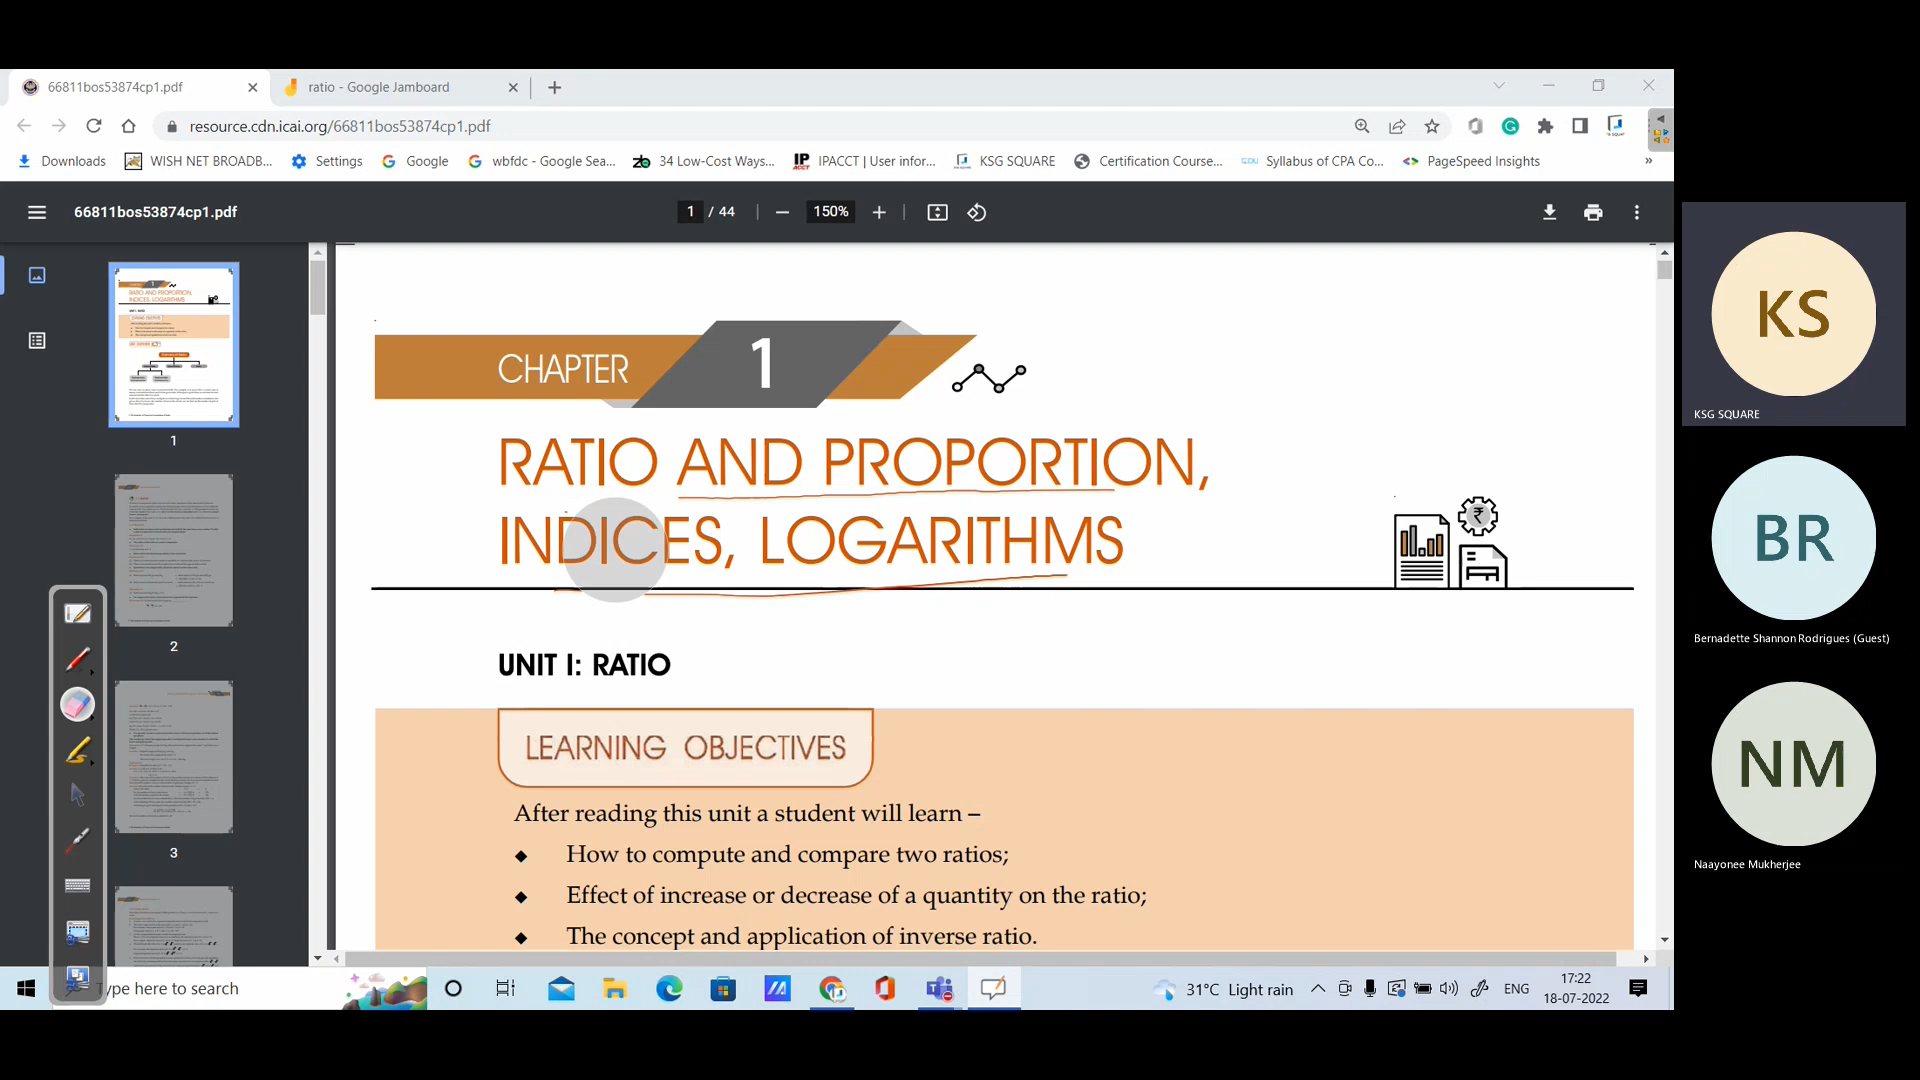 66811bos53874cp1.pdf
ratio - Google Jamboard
resource.cdn.icai.org/66811bos53874cp1.pdf
Downloads WISH NET BROADB... Settings Google wbfdc - Google Sea... 34 Low-Cost Ways... IPACCT | User infor... KSG SQUARE Certification Course... Syllabus of CPA Co... PageSpeed Insights »
66811bos53874cp1.pdf
1 / 44
150%
1
2
3
CHAPTER 1
RATIO AND PROPORTION,
INDICES, LOGARITHMS
UNIT I: RATIO
LEARNING OBJECTIVES
After reading this unit a student will learn –
◆ How to compute and compare two ratios;
◆ Effect of increase or decrease of a quantity on the ratio;
◆ The concept and application of inverse ratio.
KS
KSG SQUARE
BR
Bernadette Shannon Rodrigues (Guest)
NM
Naayonee Mukherjee
Type here to search
31°C Light rain
ENG
17:22
18-07-2022